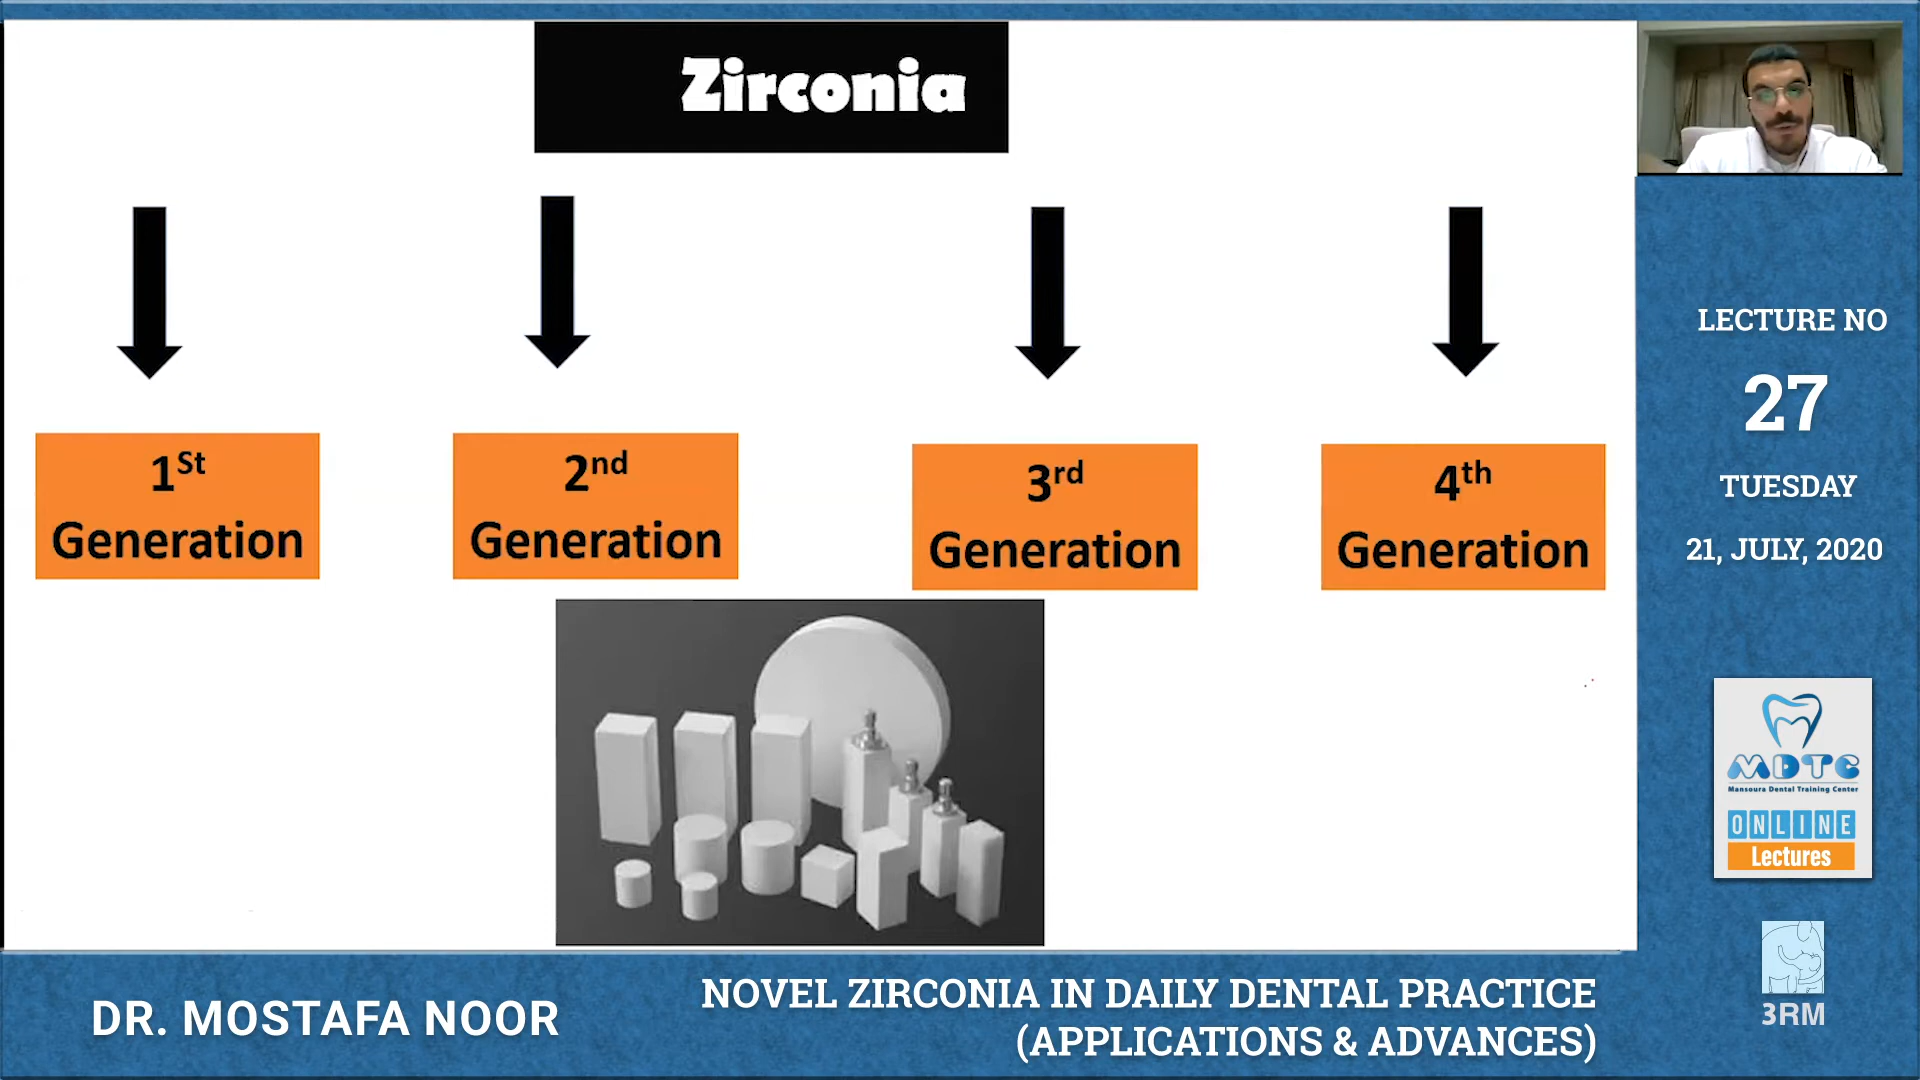 Zirconia
1St
Generation
2nd
Generation
3rd
Generation
4th
Generation
LECTURE NO
27
TUESDAY
21, JULY, 2020
MDTC
Mansoura Dental Training Center
ONLINE
Lectures
3RM
DR. MOSTAFA NOOR
NOVEL ZIRCONIA IN DAILY DENTAL PRACTICE
(APPLICATIONS & ADVANCES)